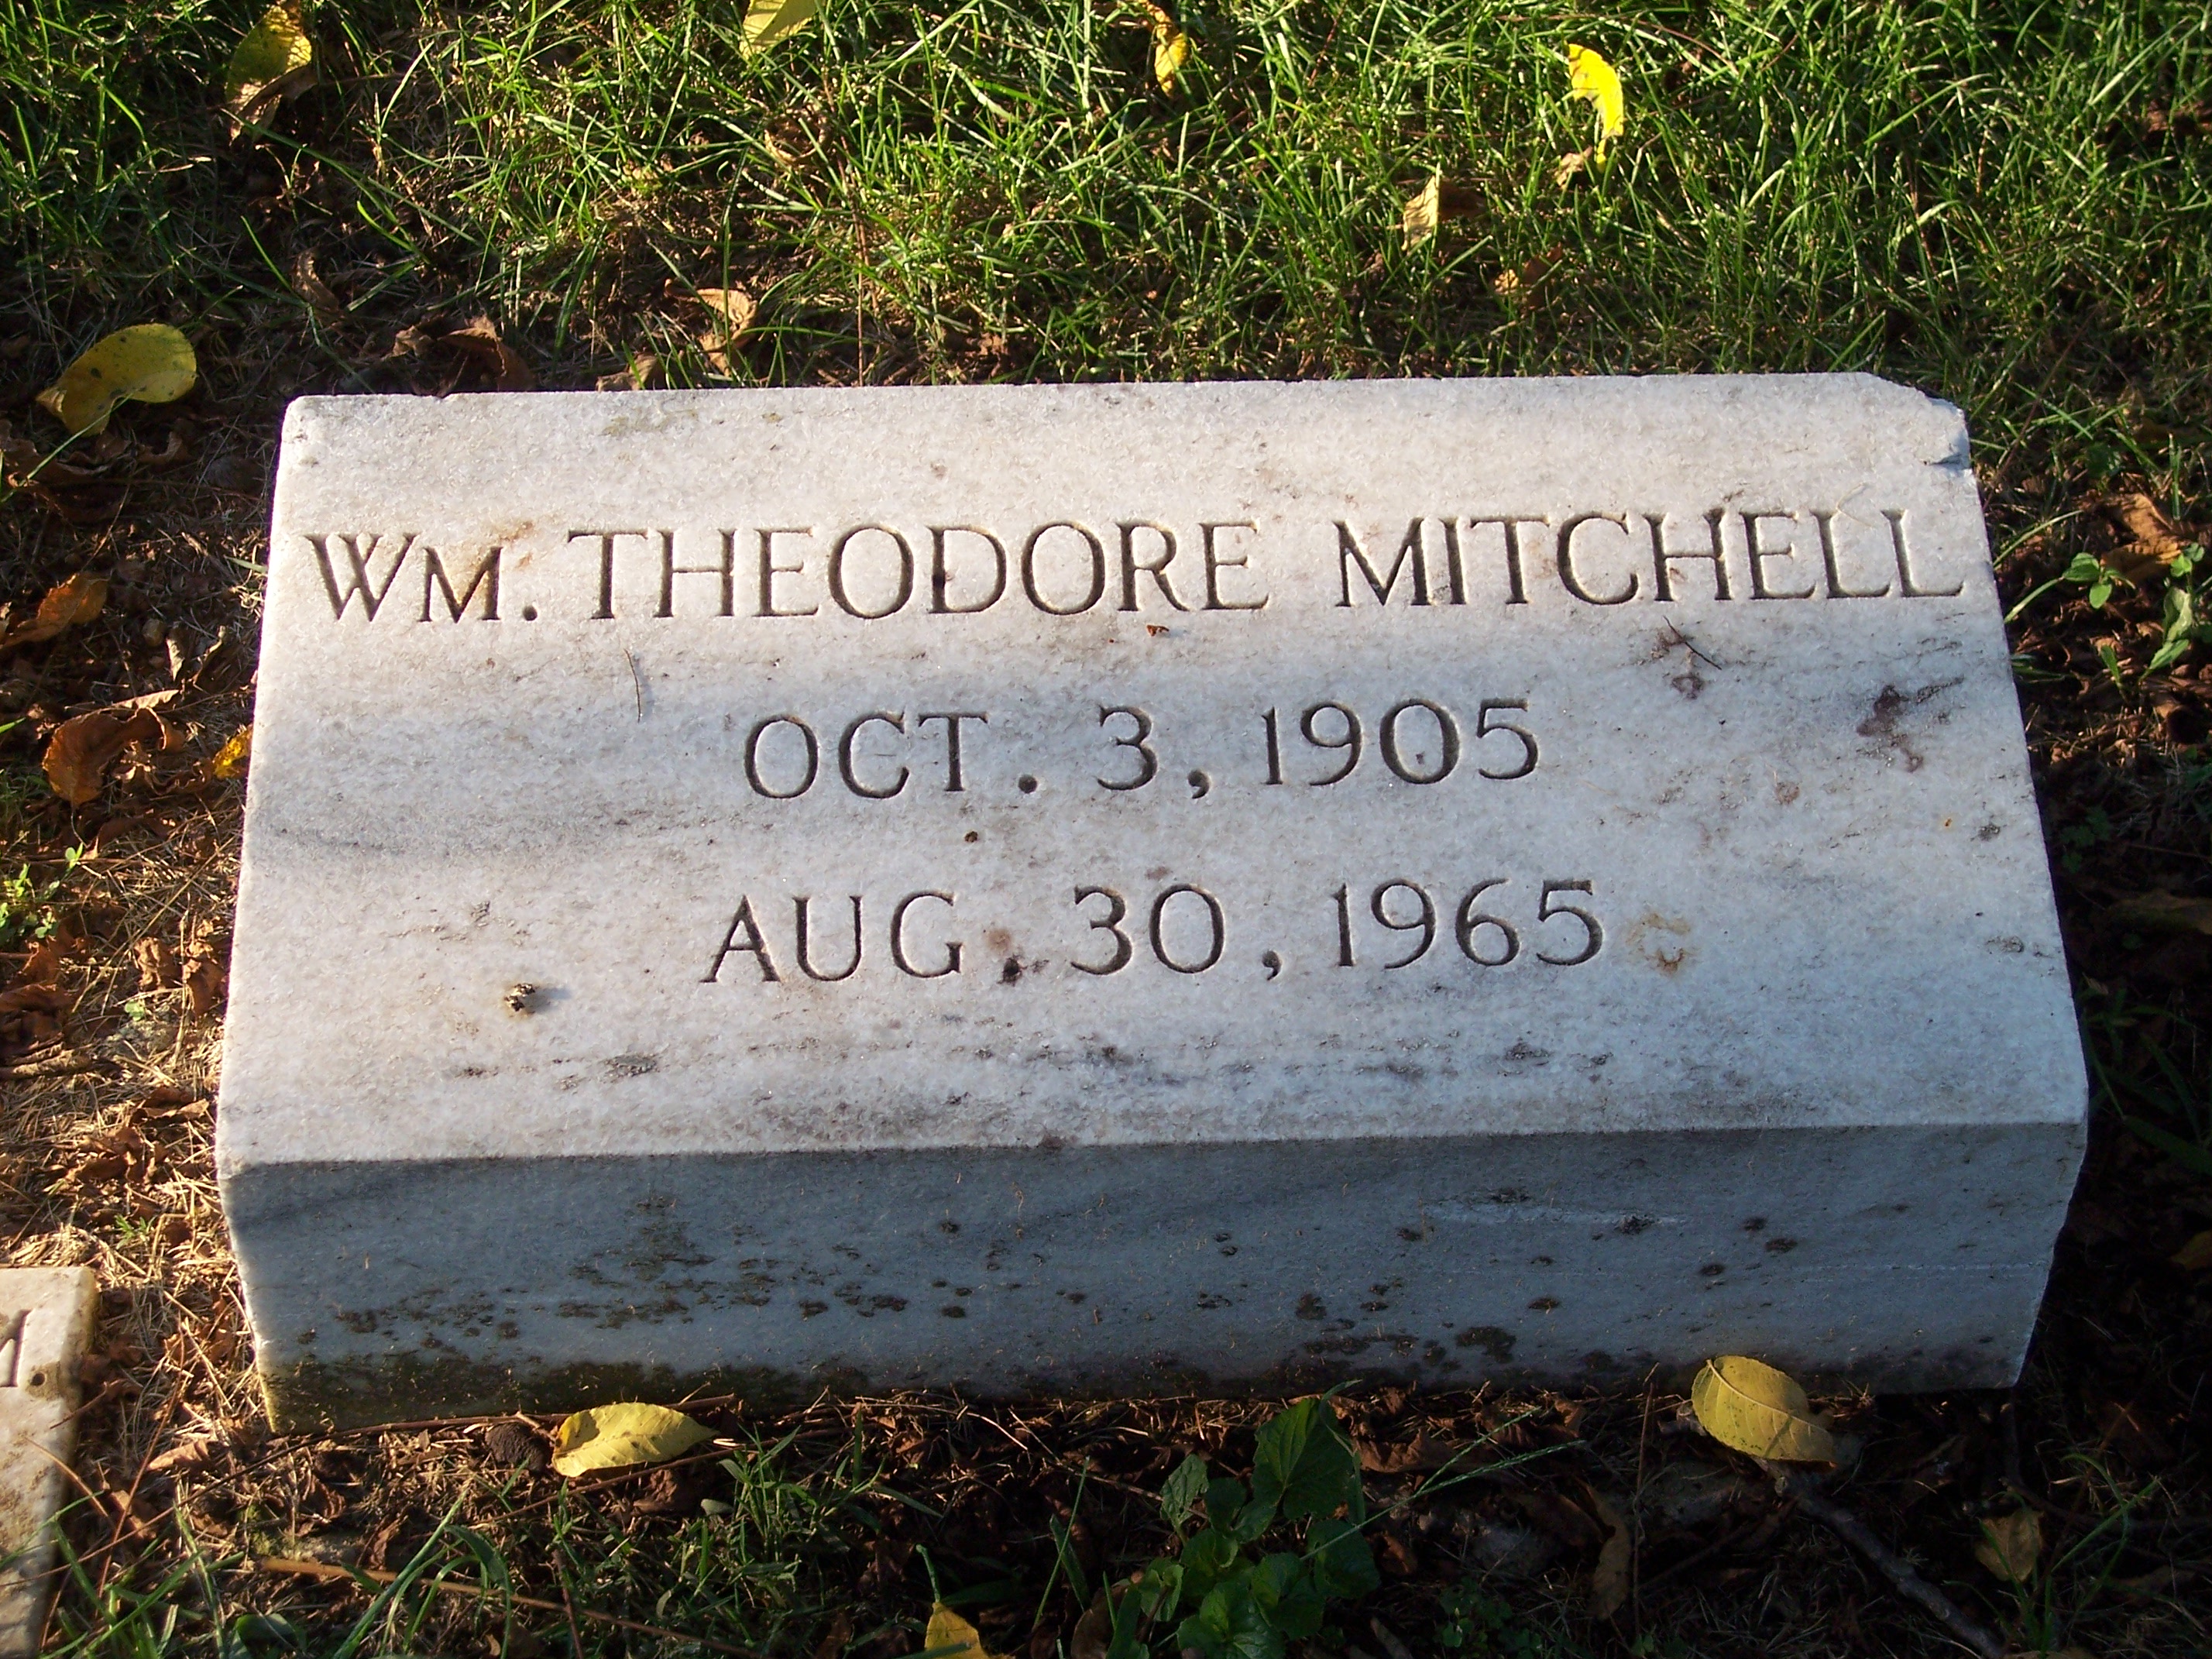 WM. THEODORE MITCHELL
OCT. 3, 1905
AUG. 30, 1965